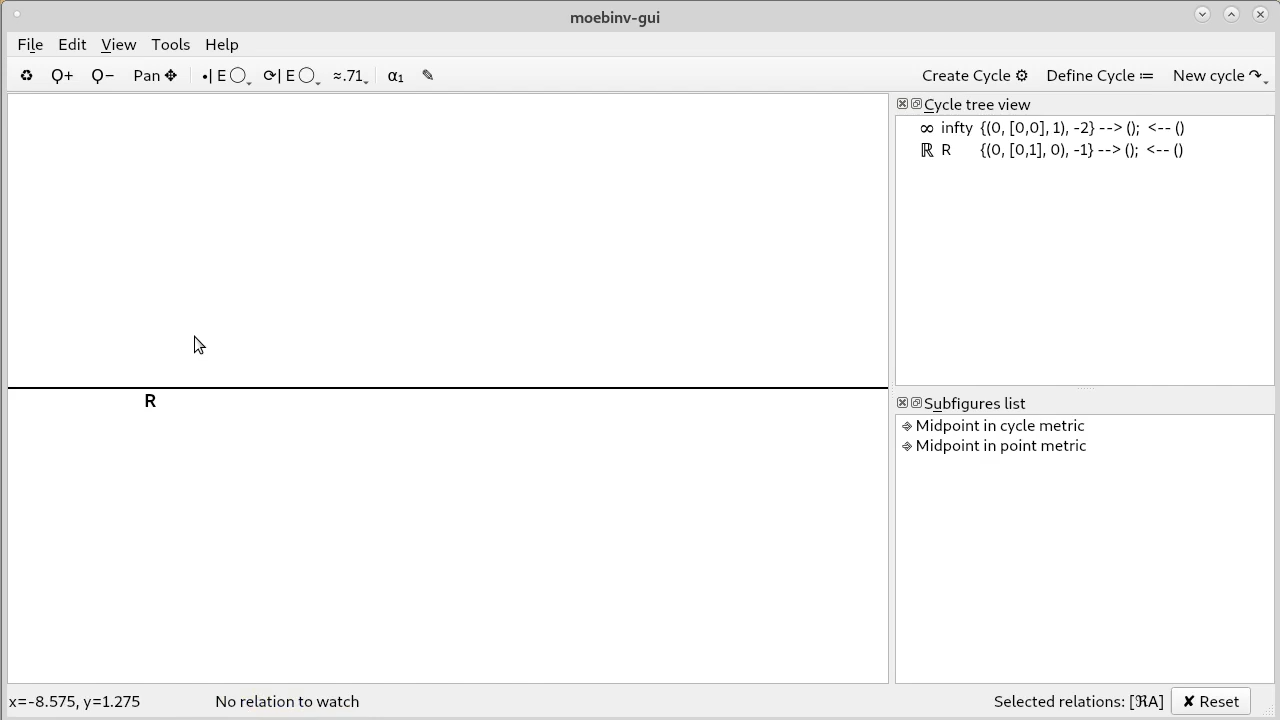 moebinv-gui
File Edit View Tools Help
Pan •| E ⟳| E ≈.71 α₁ Create Cycle Define Cycle New cycle
Cycle tree view
∞ infty {(0, [0,0], 1), -2} --> (); <-- ()
ℝ R {(0, [0,1], 0), -1} --> (); <-- ()
R
Subfigures list
Midpoint in cycle metric
Midpoint in point metric
x=-8.575, y=1.275 No relation to watch Selected relations: [ℜA] ✘ Reset